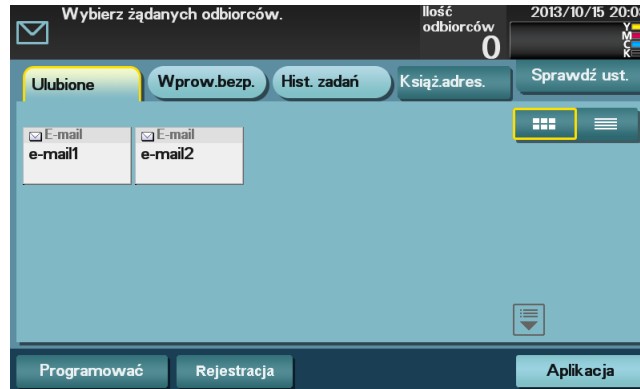 Wybierz żądanych odbiorców.
Ilość
odbiorców
0
2013/10/15 20:0
Y
M
C
K
Ulubione
Wprow.bezp.
Hist. zadań
Książ.adres.
Sprawdź ust.
E-mail
e-mail1
E-mail
e-mail2
Programować
Rejestracja
Aplikacja